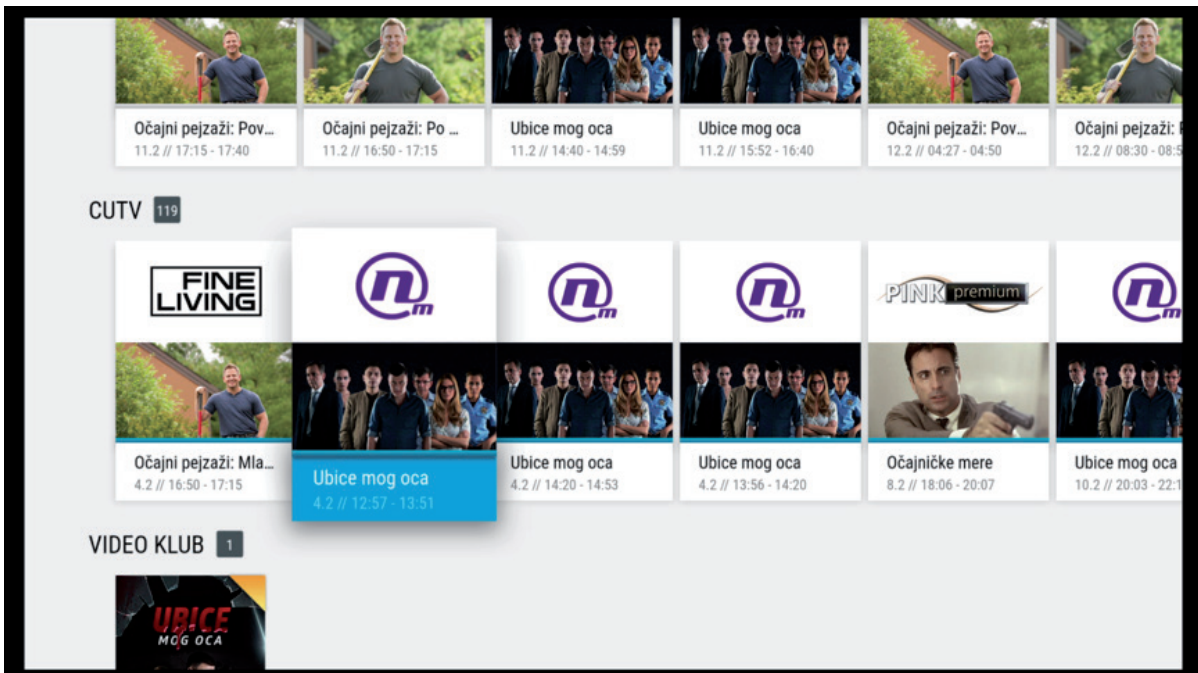 Očajni pejzaži: Pov...
11.2 // 17:15 - 17:40
Očajni pejzaži: Po ...
11.2 // 16:50 - 17:15
Ubice mog oca
11.2 // 14:40 - 14:59
Ubice mog oca
11.2 // 15:52 - 16:40
Očajni pejzaži: Pov...
12.2 // 04:27 - 04:50
Očajni pejzaži:
12.2 // 08:30 - 08:5
CUTV 119
FINE
LIVING
n
m
n
m
n
m
PINK premium
n
m
Očajni pejzaži: Mla...
4.2 // 16:50 - 17:15
Ubice mog oca
4.2 // 12:57 - 13:51
Ubice mog oca
4.2 // 14:20 - 14:53
Ubice mog oca
4.2 // 13:56 - 14:20
Očajničke mere
8.2 // 18:06 - 20:07
Ubice mog oca
10.2 // 20:03 - 22:1
VIDEO KLUB 1
UBICE
MOG OCA